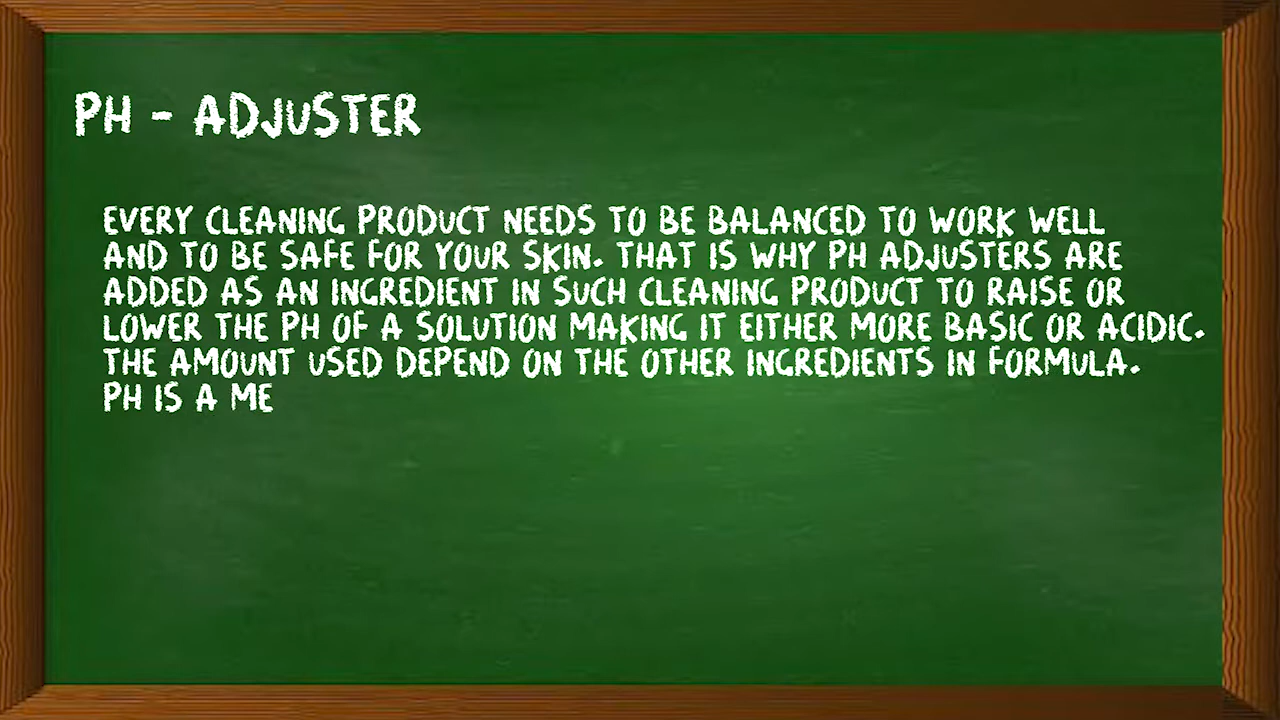 PH - ADJUSTER
EVERY CLEANING PRODUCT NEEDS TO BE BALANCED TO WORK WELL
AND TO BE SAFE FOR YOUR SKIN. THAT IS WHY PH ADJUSTERS ARE
ADDED AS AN INGREDIENT IN SUCH CLEANING PRODUCT TO RAISE OR
LOWER THE PH OF A SOLUTION MAKING IT EITHER MORE BASIC OR ACIDIC.
THE AMOUNT USED DEPEND ON THE OTHER INGREDIENTS IN FORMULA.
PH IS A ME